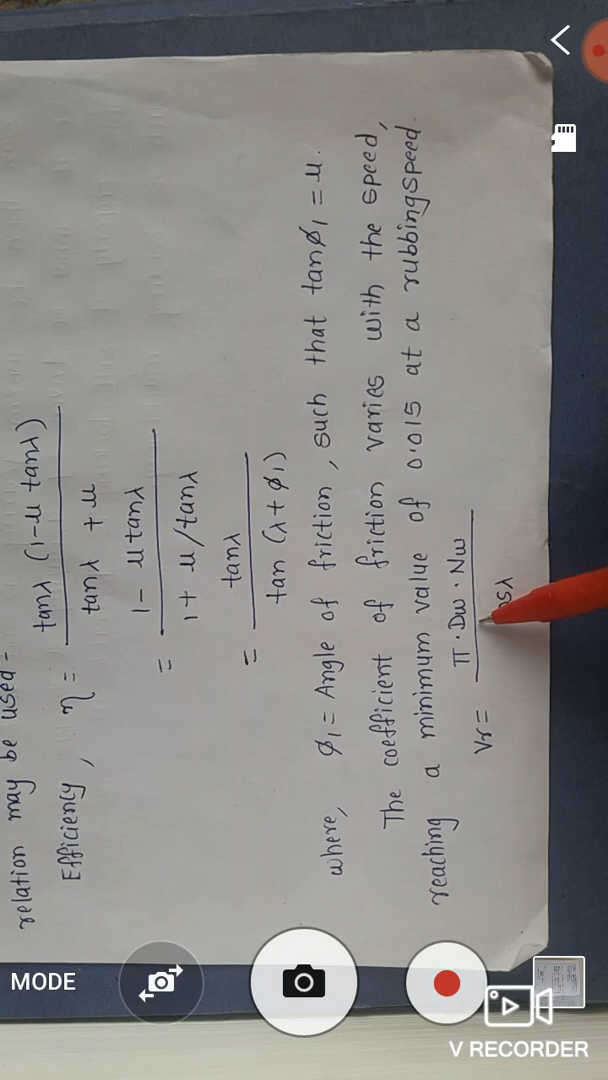 relation may be used -
Efficiency, η = tanλ (1-μ tanλ) / tanλ + μ
= 1 - μ tanλ / 1 + μ/tanλ
= tanλ / tan (λ + ϕ1)
where, ϕ1 = Angle of friction, such that tanϕ1 = μ.
The coefficient of friction varies with the speed,
reaching a minimum value of 0.015 at a rubbing speed.
Vr = π · Dw · Nw / sλ
MODE
V RECORDER